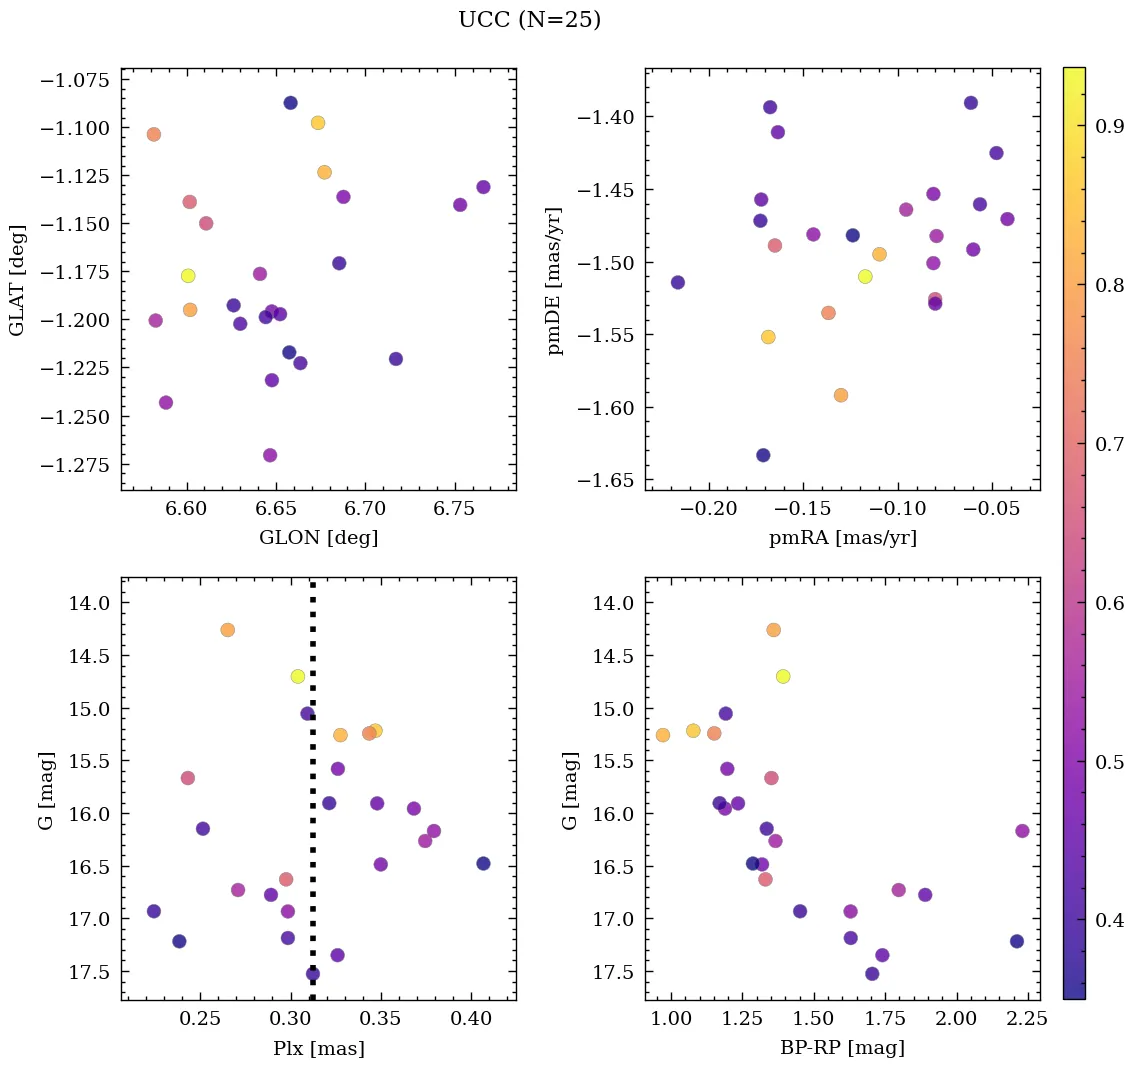 UCC (N=25)
−1.075
−1.100
−1.125
−1.150
−1.175
−1.200
−1.225
−1.250
−1.275
GLAT [deg]
6.60 6.65 6.70 6.75
GLON [deg]
−1.40
−1.45
−1.50
−1.55
−1.60
−1.65
pmDE [mas/yr]
−0.20 −0.15 −0.10 −0.05
pmRA [mas/yr]
14.0
14.5
15.0
15.5
16.0
16.5
17.0
17.5
G [mag]
0.25 0.30 0.35 0.40
Plx [mas]
14.0
14.5
15.0
15.5
16.0
16.5
17.0
17.5
G [mag]
1.00 1.25 1.50 1.75 2.00 2.25
BP-RP [mag]
0.9
0.8
0.7
0.6
0.5
0.4